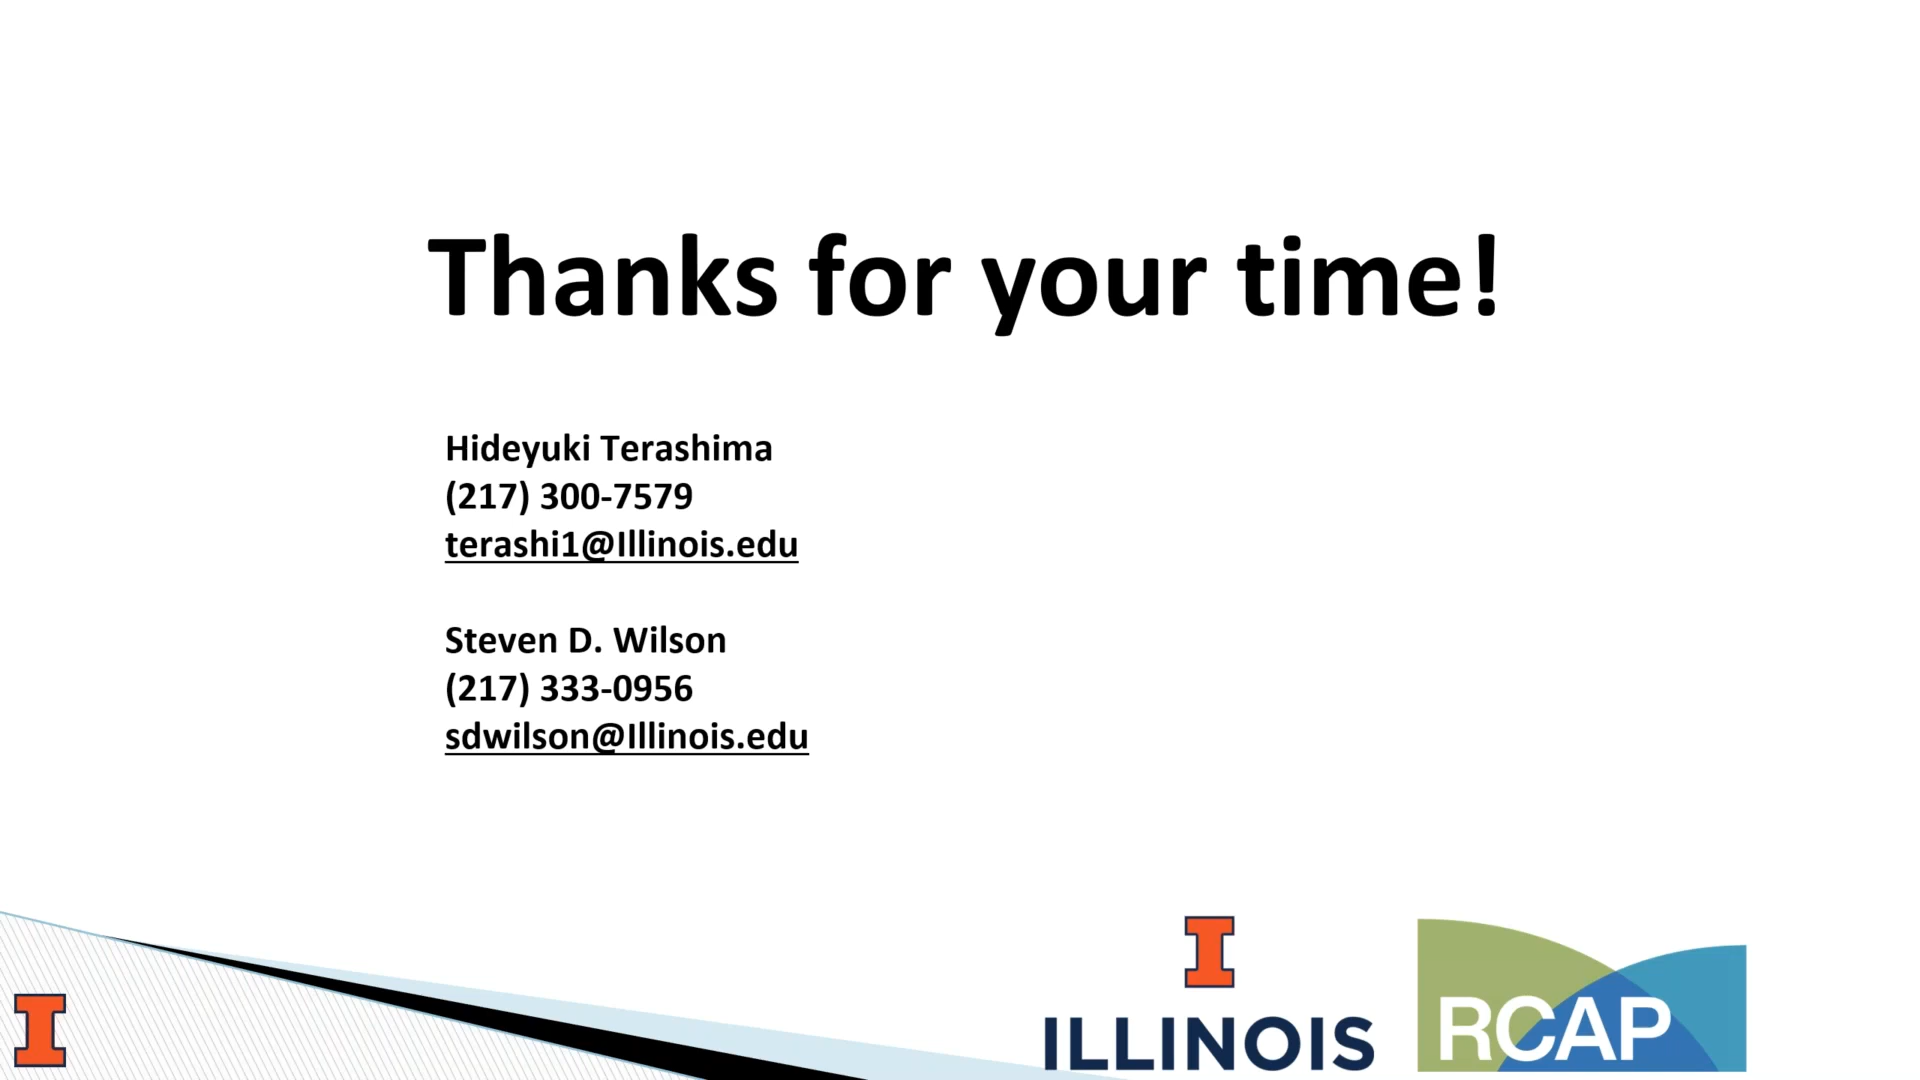 Thanks for your time!
Hideyuki Terashima
(217) 300-7579
terashi1@Illinois.edu
Steven D. Wilson
(217) 333-0956
sdwilson@Illinois.edu
I
I
ILLINOIS
RCAP